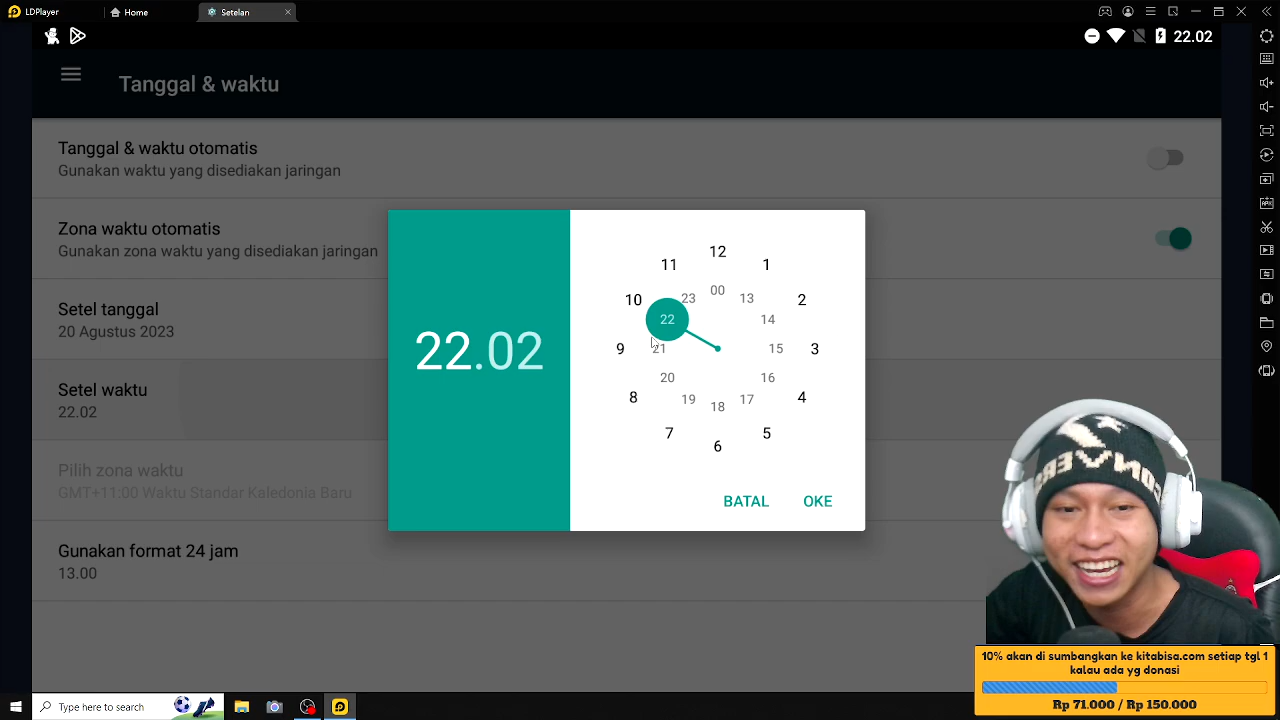 LDPlayer
Home
Setelan
22.02
Tanggal & waktu
Tanggal & waktu otomatis
Gunakan waktu yang disediakan jaringan
Zona waktu otomatis
Gunakan zona waktu yang disediakan jaringan
Setel tanggal
20 Agustus 2023
Setel waktu
22.02
Pilih zona waktu
GMT+11:00 Waktu Standar Kaledonia Baru
Gunakan format 24 jam
13.00
22.02
12
11
1
00
23
13
10
2
22
14
9
21
15
3
20
16
8
19
17
4
18
7
5
6
BATAL
OKE
CONVERS
10% akan di sumbangkan ke kitabisa.com setiap tgl 1
kalau ada yg donasi
Rp 71.000 / Rp 150.000
Type here to search